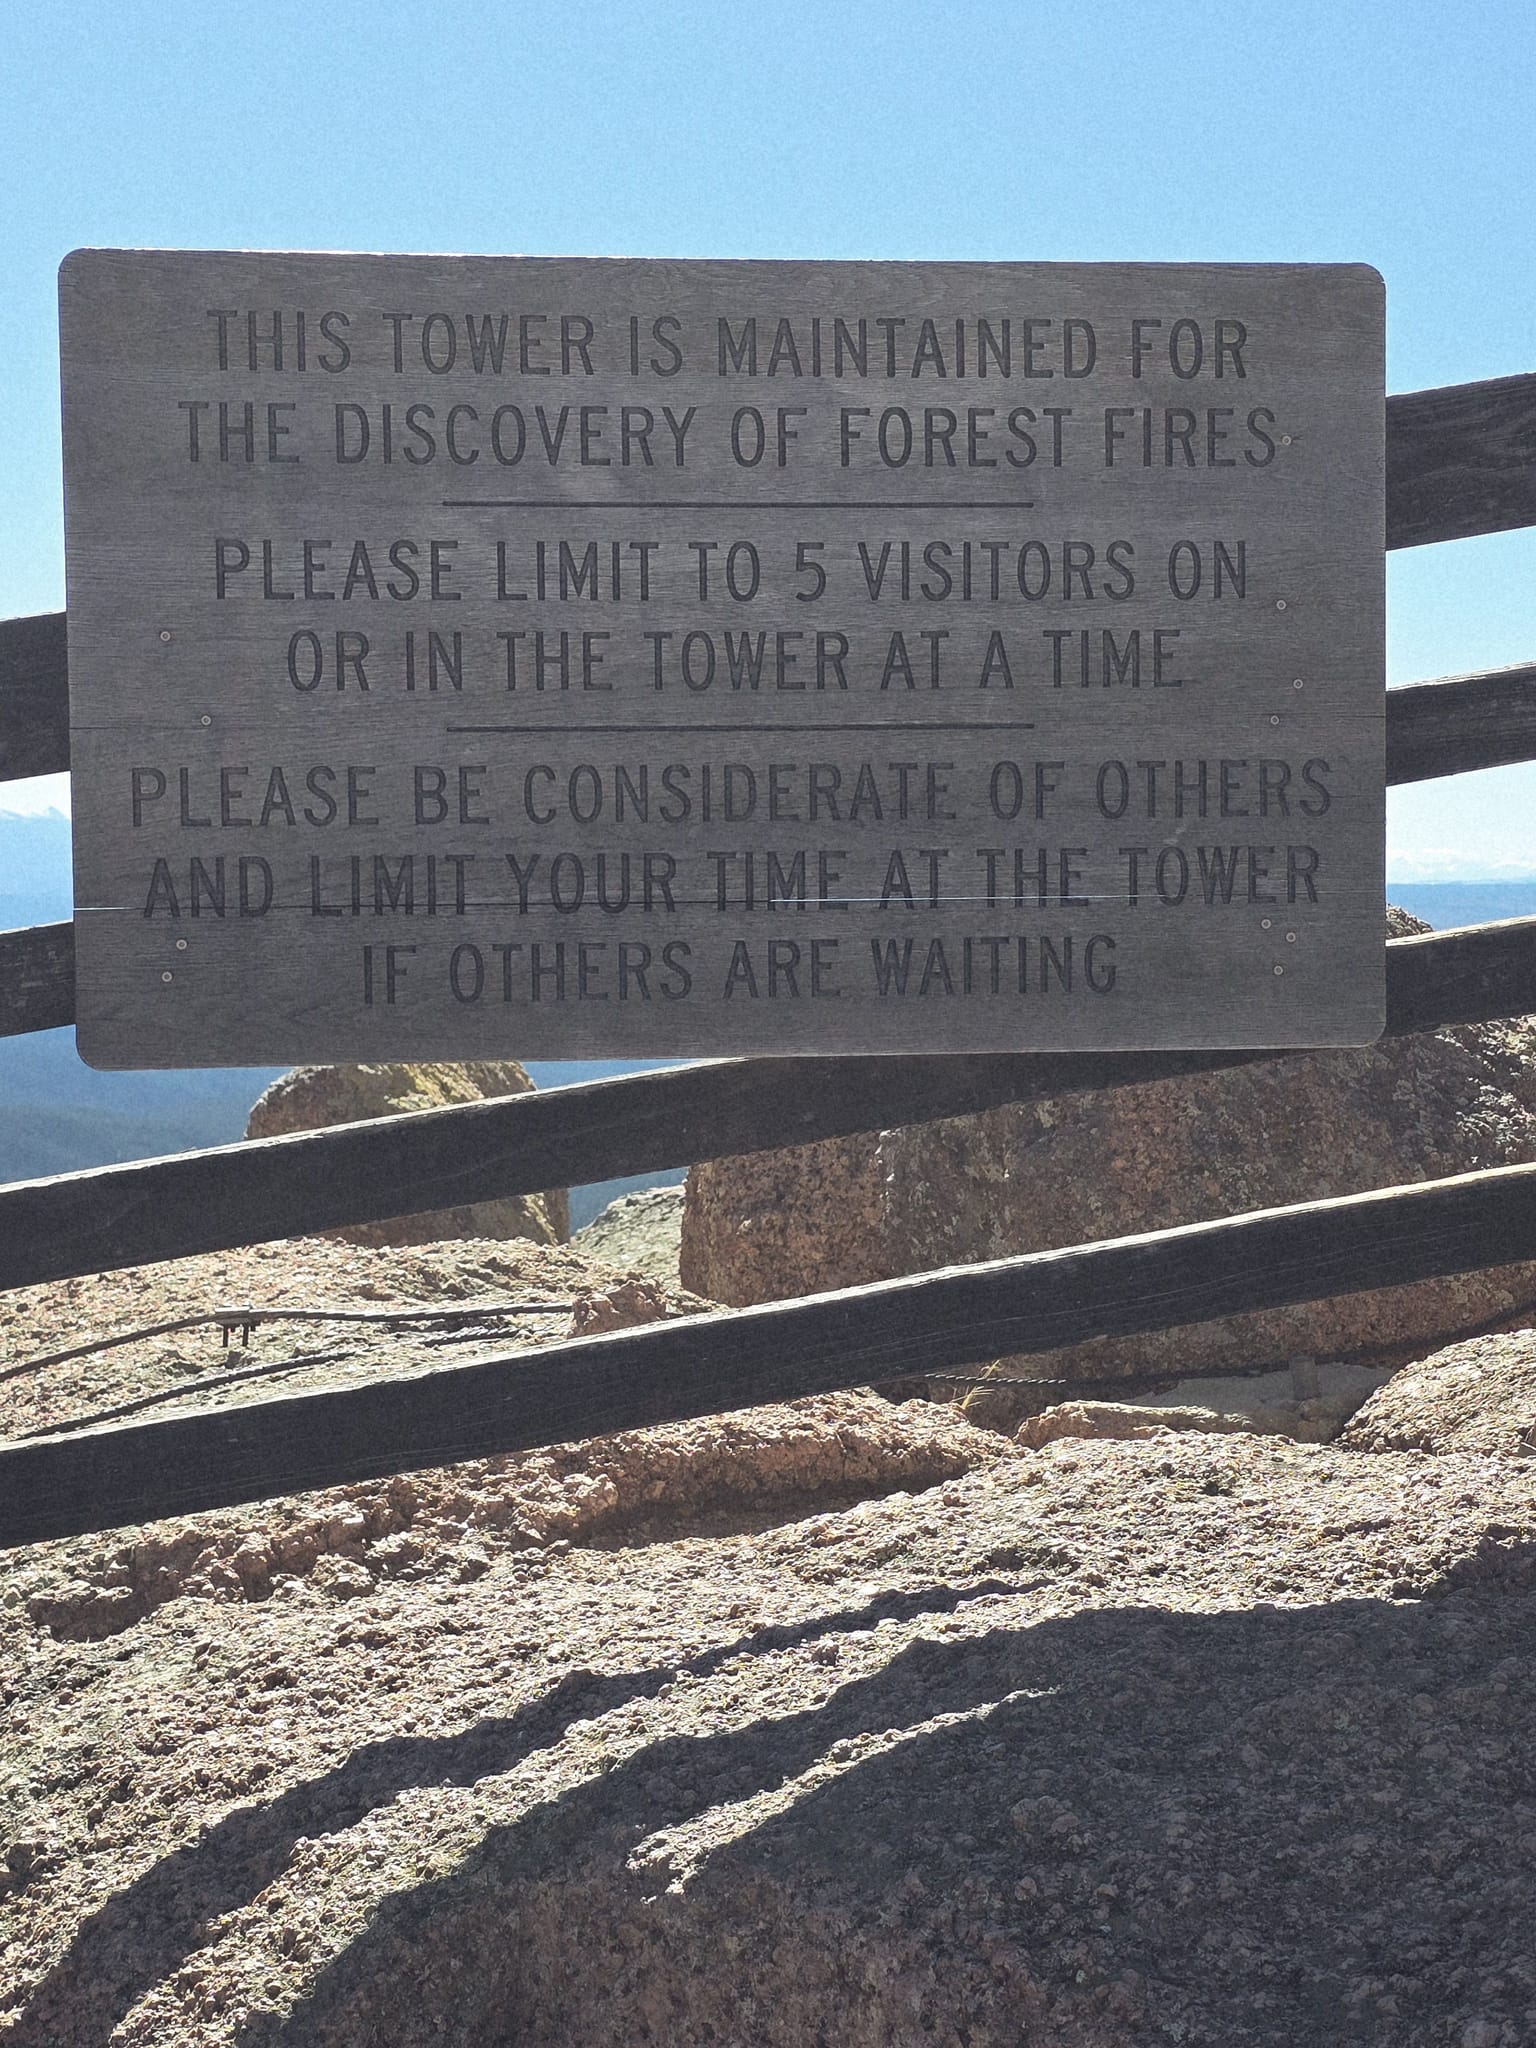 THIS TOWER IS MAINTAINED FOR
THE DISCOVERY OF FOREST FIRES
PLEASE LIMIT TO 5 VISITORS ON
OR IN THE TOWER AT A TIME
PLEASE BE CONSIDERATE OF OTHERS
AND LIMIT YOUR TIME AT THE TOWER
IF OTHERS ARE WAITING